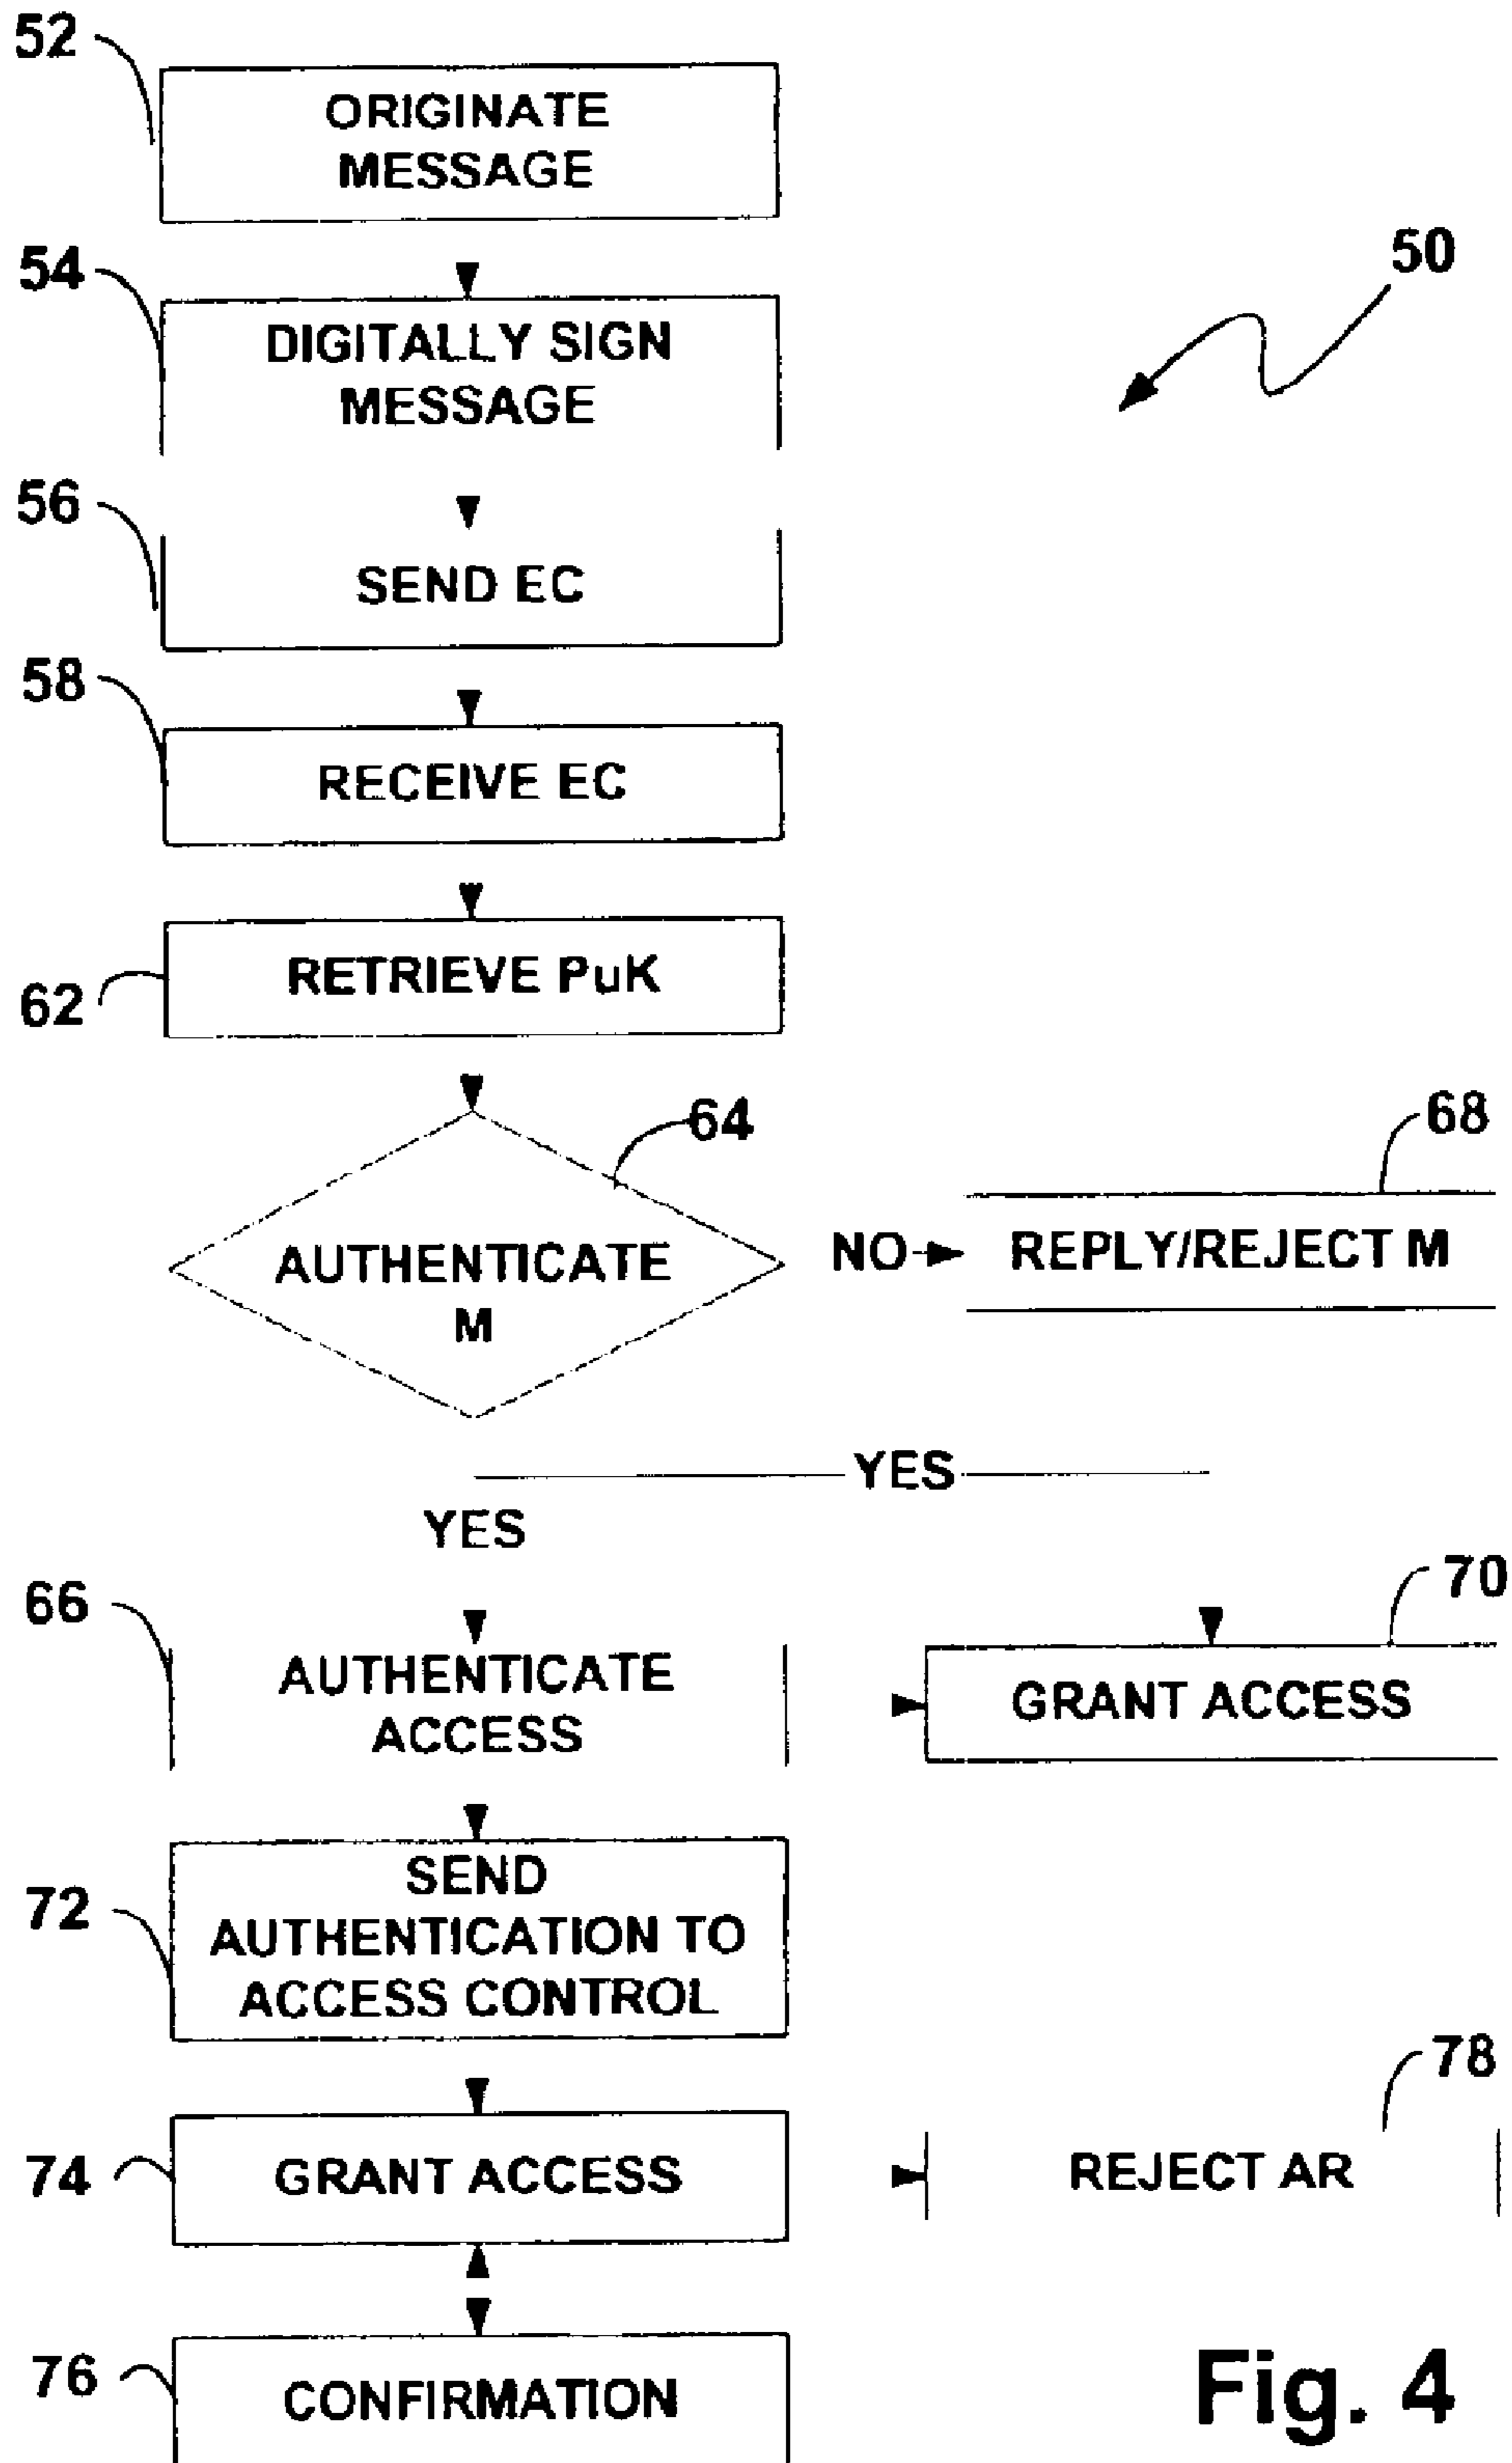 52
ORIGINATE
MESSAGE
54
DIGITALLY SIGN
MESSAGE
50
56
SEND EC
58
RECEIVE EC
62
RETRIEVE PuK
64
AUTHENTICATE
M
NO
68
REPLY/REJECT M
YES
YES
66
AUTHENTICATE
ACCESS
70
GRANT ACCESS
72
SEND
AUTHENTICATION TO
ACCESS CONTROL
74
GRANT ACCESS
78
REJECT AR
76
CONFIRMATION
Fig. 4